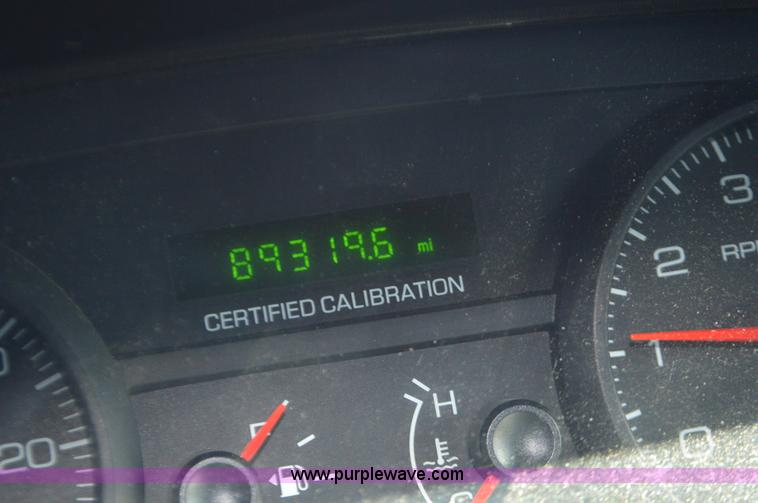 3
RPM
2
89319.6 mi
CERTIFIED CALIBRATION
1
F
H
0
20
C
www.purplewave.com